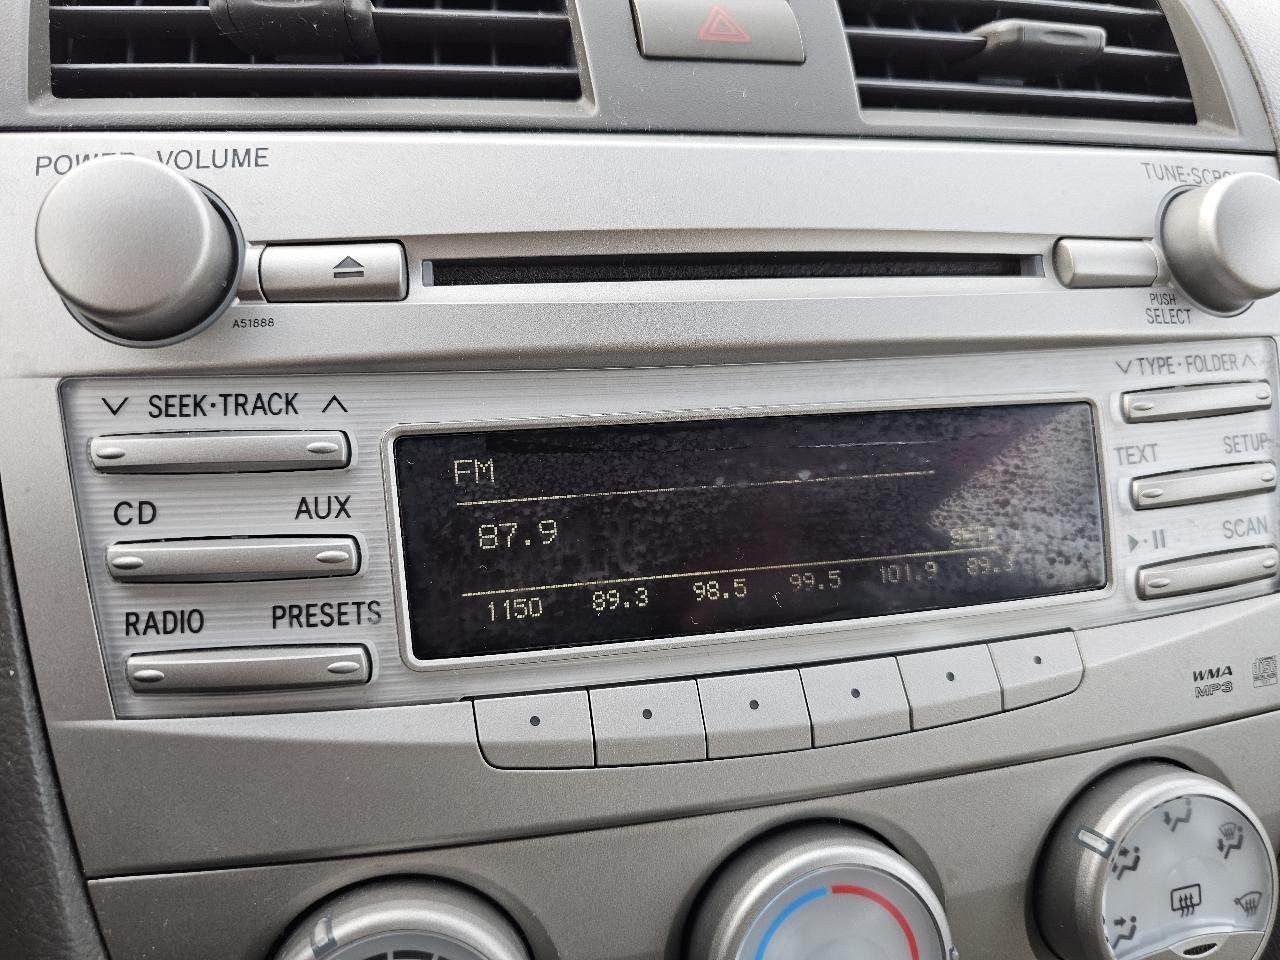 POWER VOLUME
TUNE·SCROLL
A51888
PUSH
SELECT
SEEK·TRACK
TYPE·FOLDER
CD AUX
TEXT SETUP
RADIO PRESETS
SCAN
FM
87.9
1150 89.3 98.5 99.5 101.9 89.3
WMA
MP3